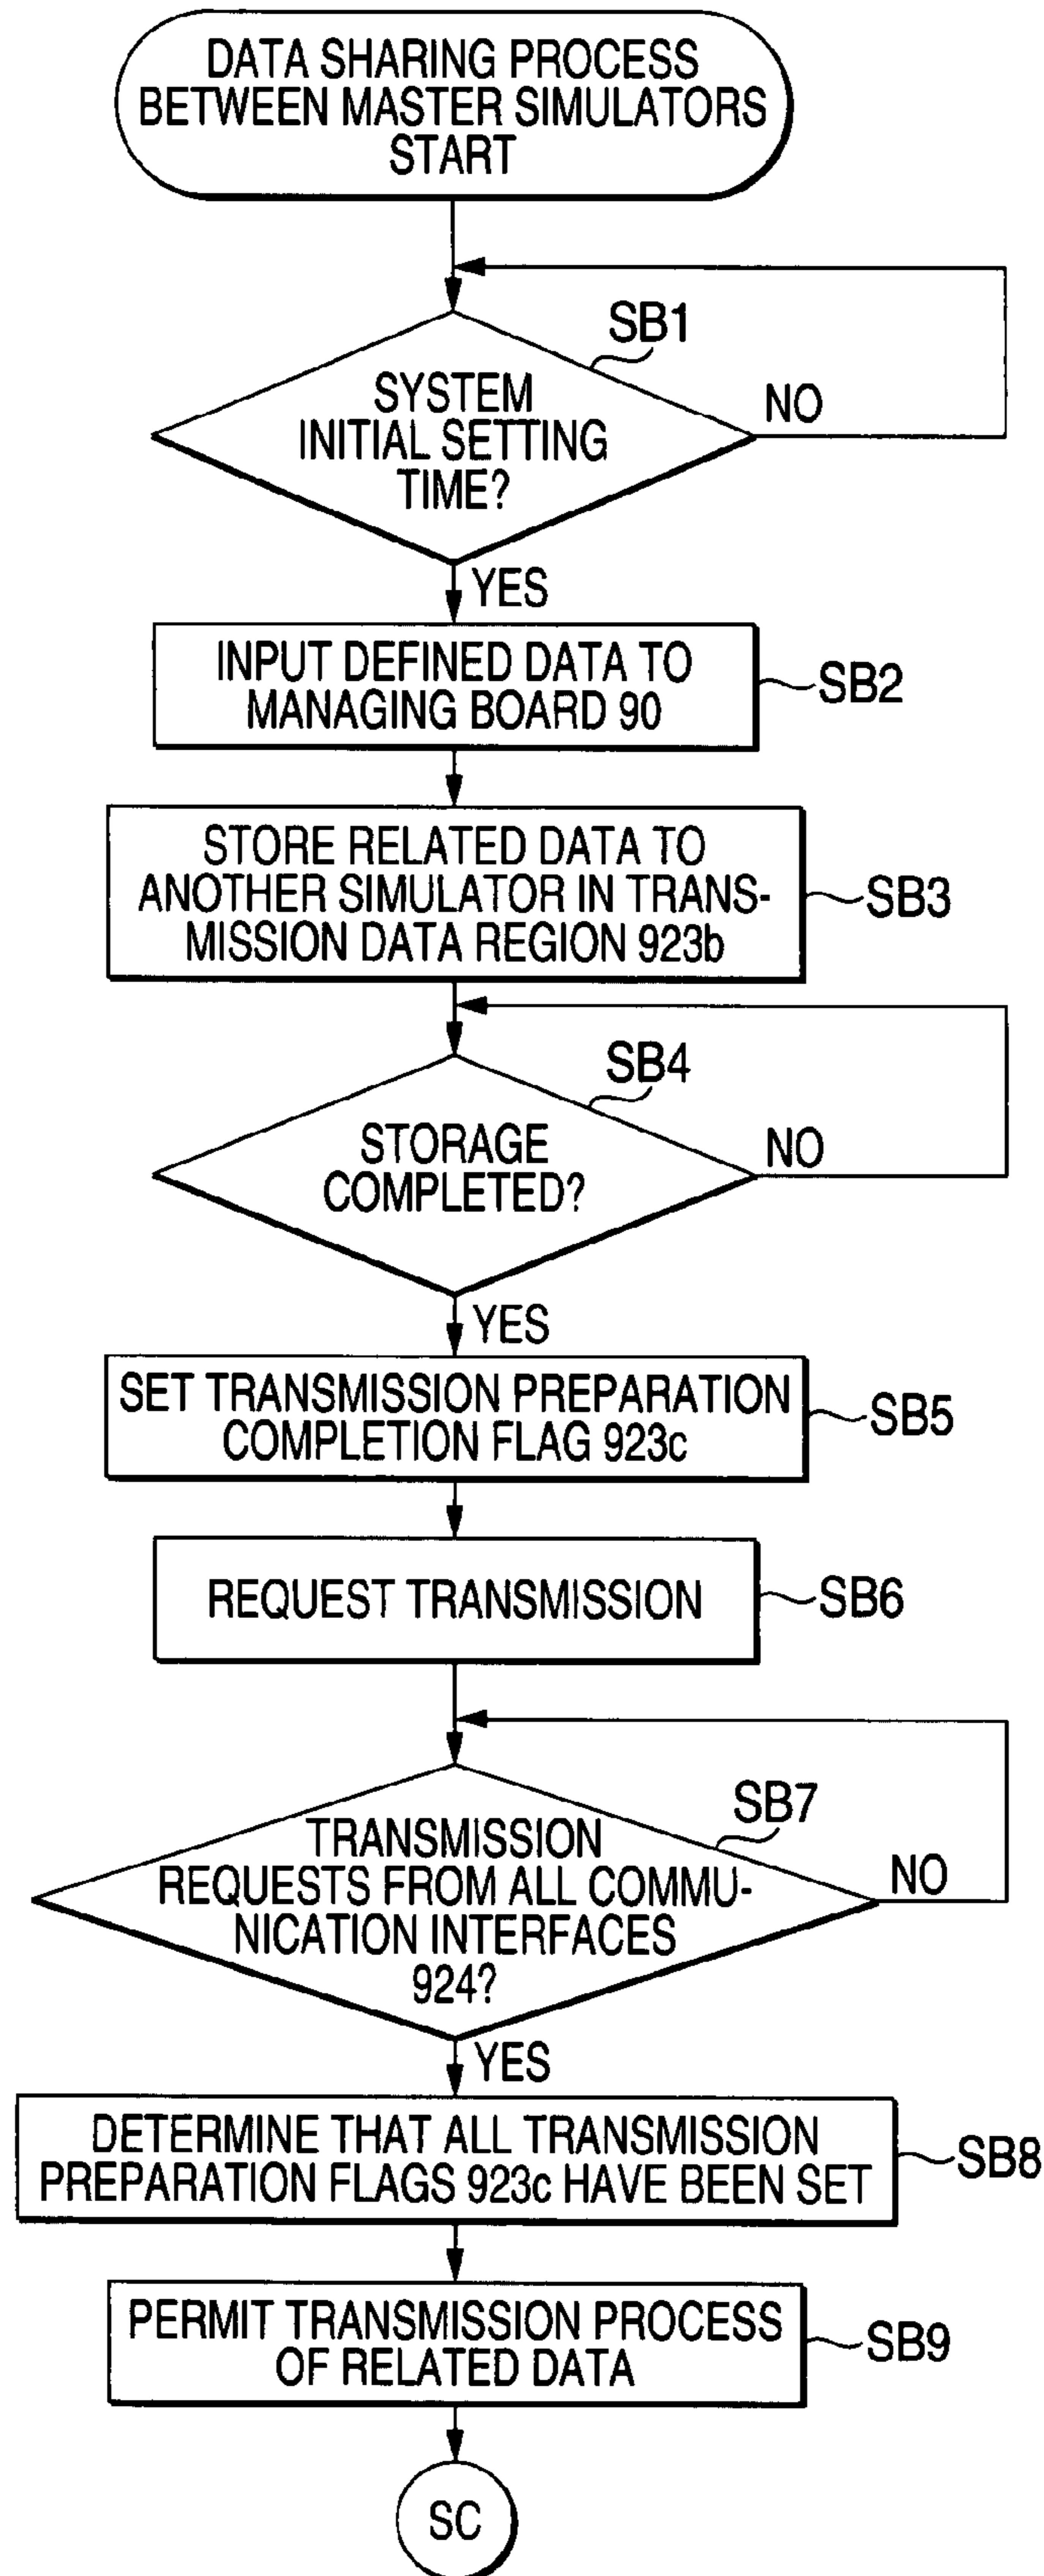 DATA SHARING PROCESS
BETWEEN MASTER SIMULATORS
START
SB1
SYSTEM
INITIAL SETTING
TIME?
NO
YES
INPUT DEFINED DATA TO
MANAGING BOARD 90
SB2
STORE RELATED DATA TO
ANOTHER SIMULATOR IN TRANS-
MISSION DATA REGION 923b
SB3
SB4
STORAGE
COMPLETED?
NO
YES
SET TRANSMISSION PREPARATION
COMPLETION FLAG 923c
SB5
REQUEST TRANSMISSION
SB6
SB7
TRANSMISSION
REQUESTS FROM ALL COMMU-
NICATION INTERFACES
924?
NO
YES
DETERMINE THAT ALL TRANSMISSION
PREPARATION FLAGS 923c HAVE BEEN SET
SB8
PERMIT TRANSMISSION PROCESS
OF RELATED DATA
SB9
SC